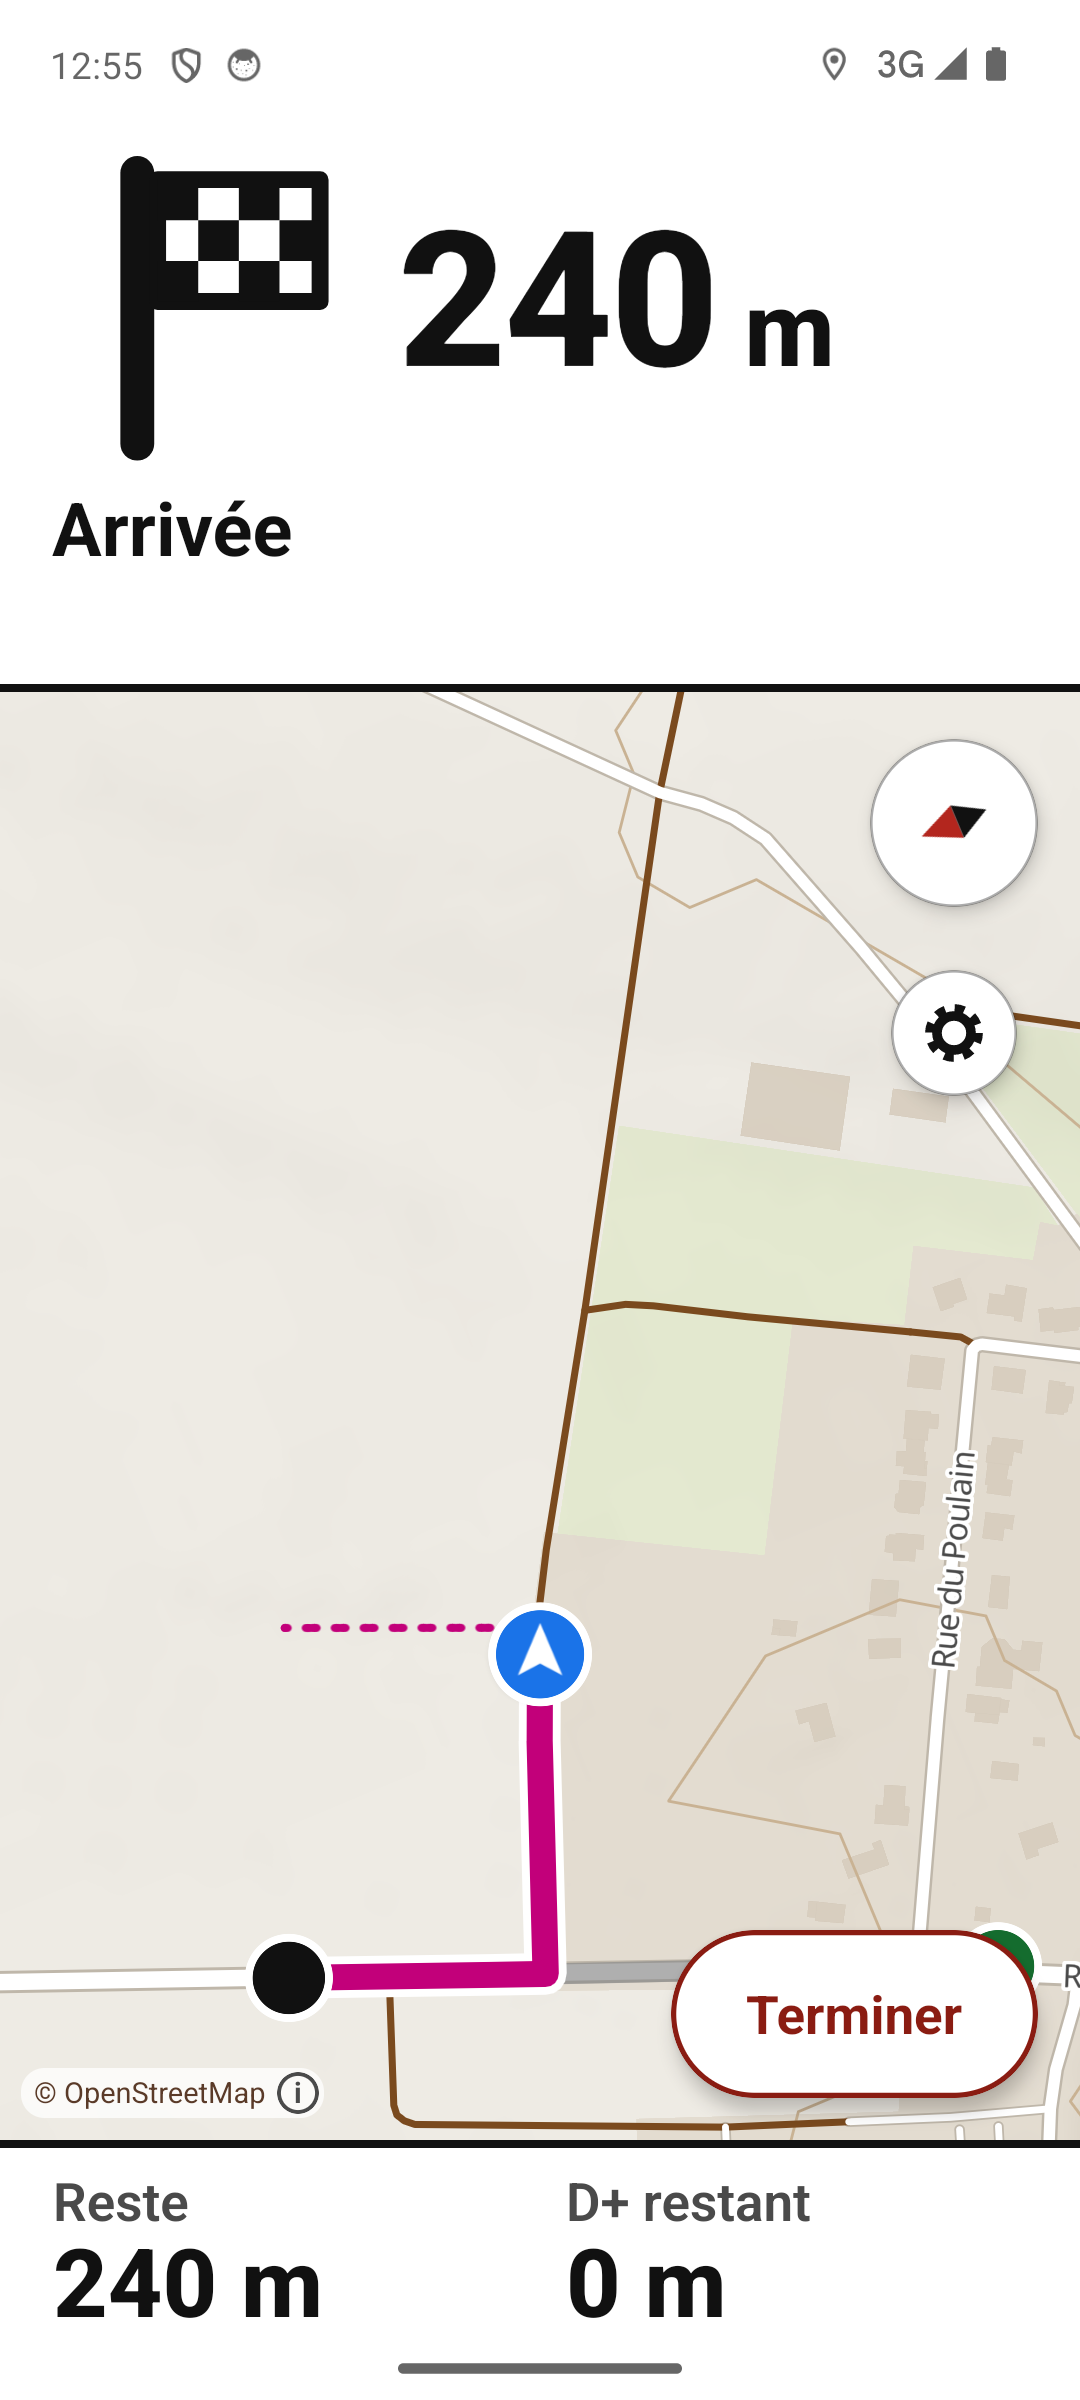 12:55
3G
240 m
Arrivée
Rue du Poulain
R
Terminer
© OpenStreetMap
Reste
D+ restant
240 m
0 m